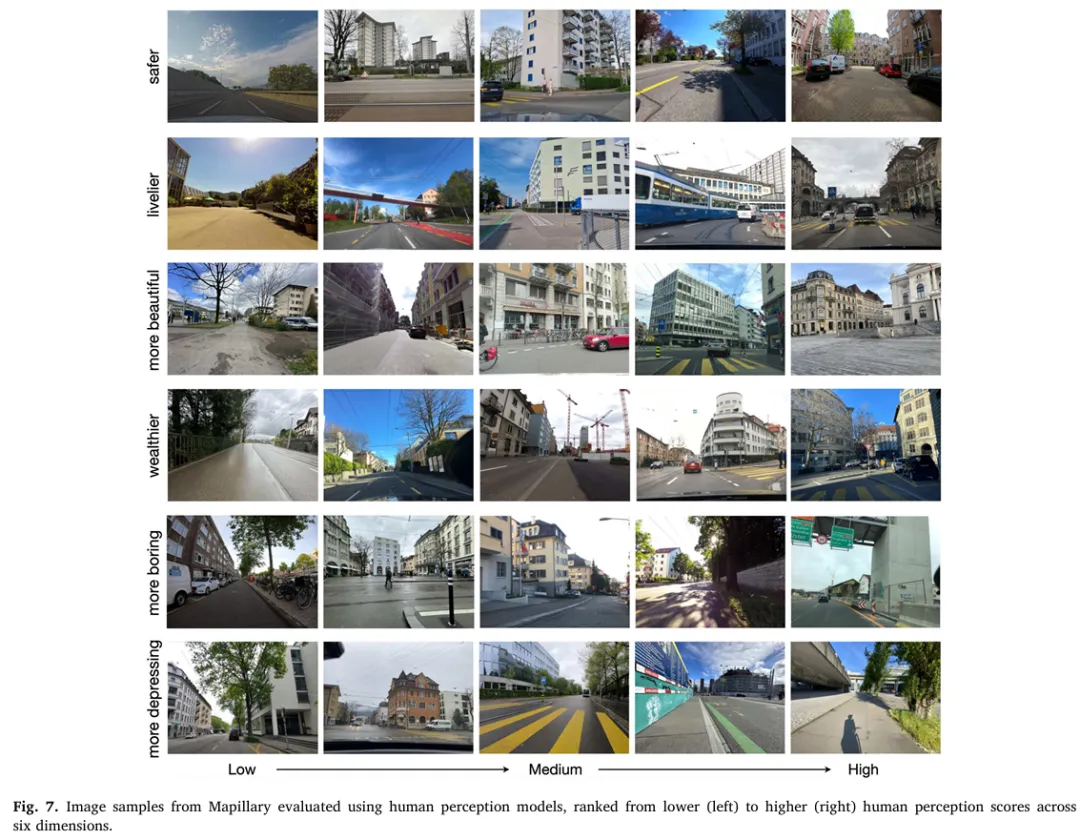 safer
livelier
more beautiful
wealthier
more boring
more depressing
Low
Medium
High
Fig. 7. Image samples from Mapillary evaluated using human perception models, ranked from lower (left) to higher (right) human perception scores across
six dimensions.